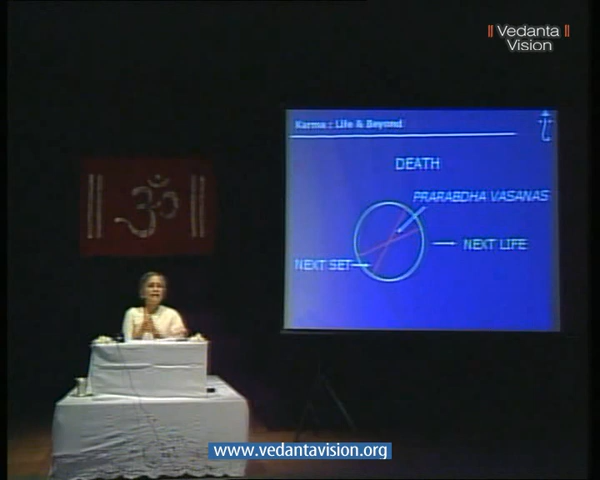 || Vedanta ||
Vision
Karma : Life & Beyond
DEATH
PRARABDHA VASANAS
NEXT LIFE
NEXT SET
॥ ॐ ॥
www.vedantavision.org